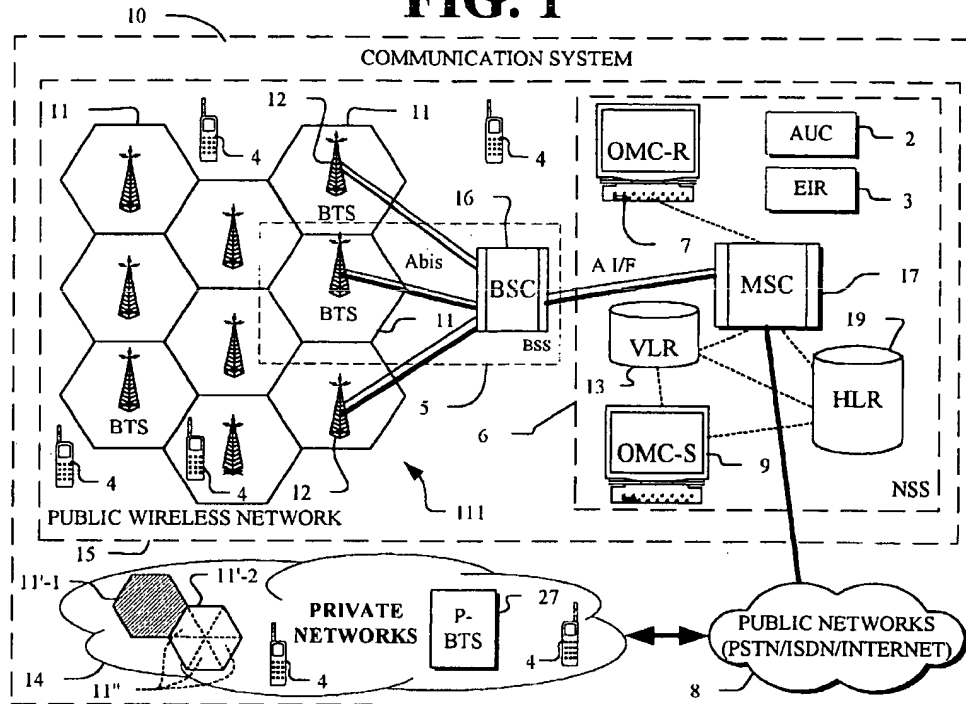 FIG. 1
10
COMMUNICATION SYSTEM
11
12
11
4
4
OMC-R
AUC
2
EIR
3
16
7
BTS
Abis
BSC
A I/F
MSC
17
BTS
11
BSS
VLR
19
13
HLR
5
6
BTS
OMC-S
9
4
4
12
NSS
PUBLIC WIRELESS NETWORK
111
15
11'-1
11'-2
PRIVATE
NETWORKS
P-
BTS
27
PUBLIC NETWORKS
(PSTN/ISDN/INTERNET)
14
11"
4
4
8